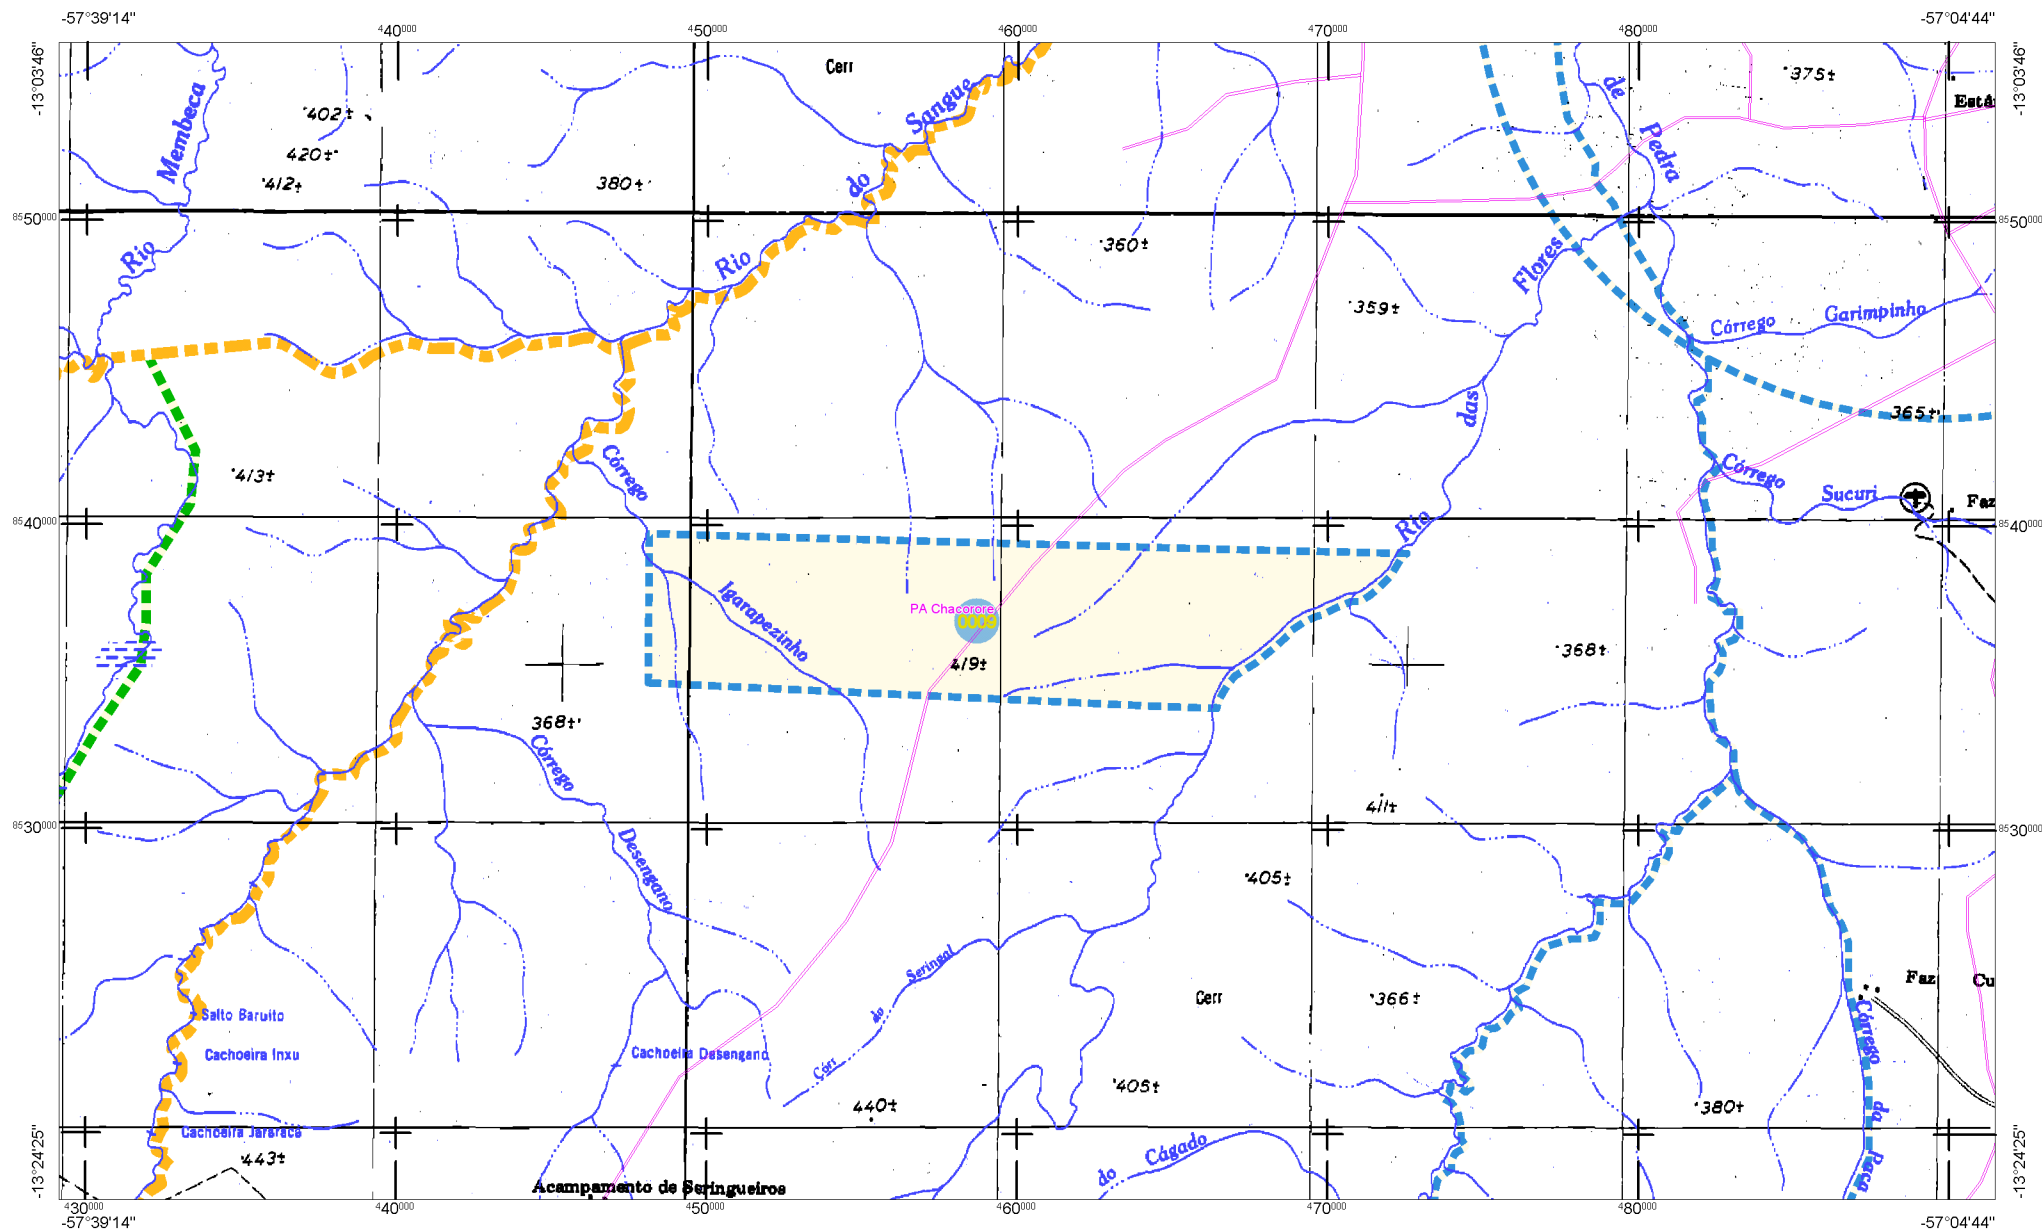 -57°39'14"
-57°04'44"
440000
450000
460000
470000
480000
-13°03'46"
-13°03'46"
Cerr
375±
Está
402±
420±
412±
380±
Membeca
Rio
Sangue
do
Rio
de
Pedra
8550000
8550000
360±
359±
Flores
das
Rio
Córrego
Garimpinho
365±
413±
Córrego
Igarapezinho
Córrego
Sucuri
Faz
8540000
8540000
PA Chacorore
0009
419±
368±
368±
Córrego
Desengano
411±
8530000
8530000
405±
Córr
do
Seringal
Cerr
366±
Faz
Cu
Salto Baruito
Cachoeira Inxu
Cachoeira Desengano
Córrego
da
Paca
405±
440±
380±
Cachoeira Jararaca
443±
do
Cágado
Acampamento de Seringueiros
-13°24'25"
-13°24'25"
430000
440000
450000
460000
470000
480000
-57°39'14"
-57°04'44"